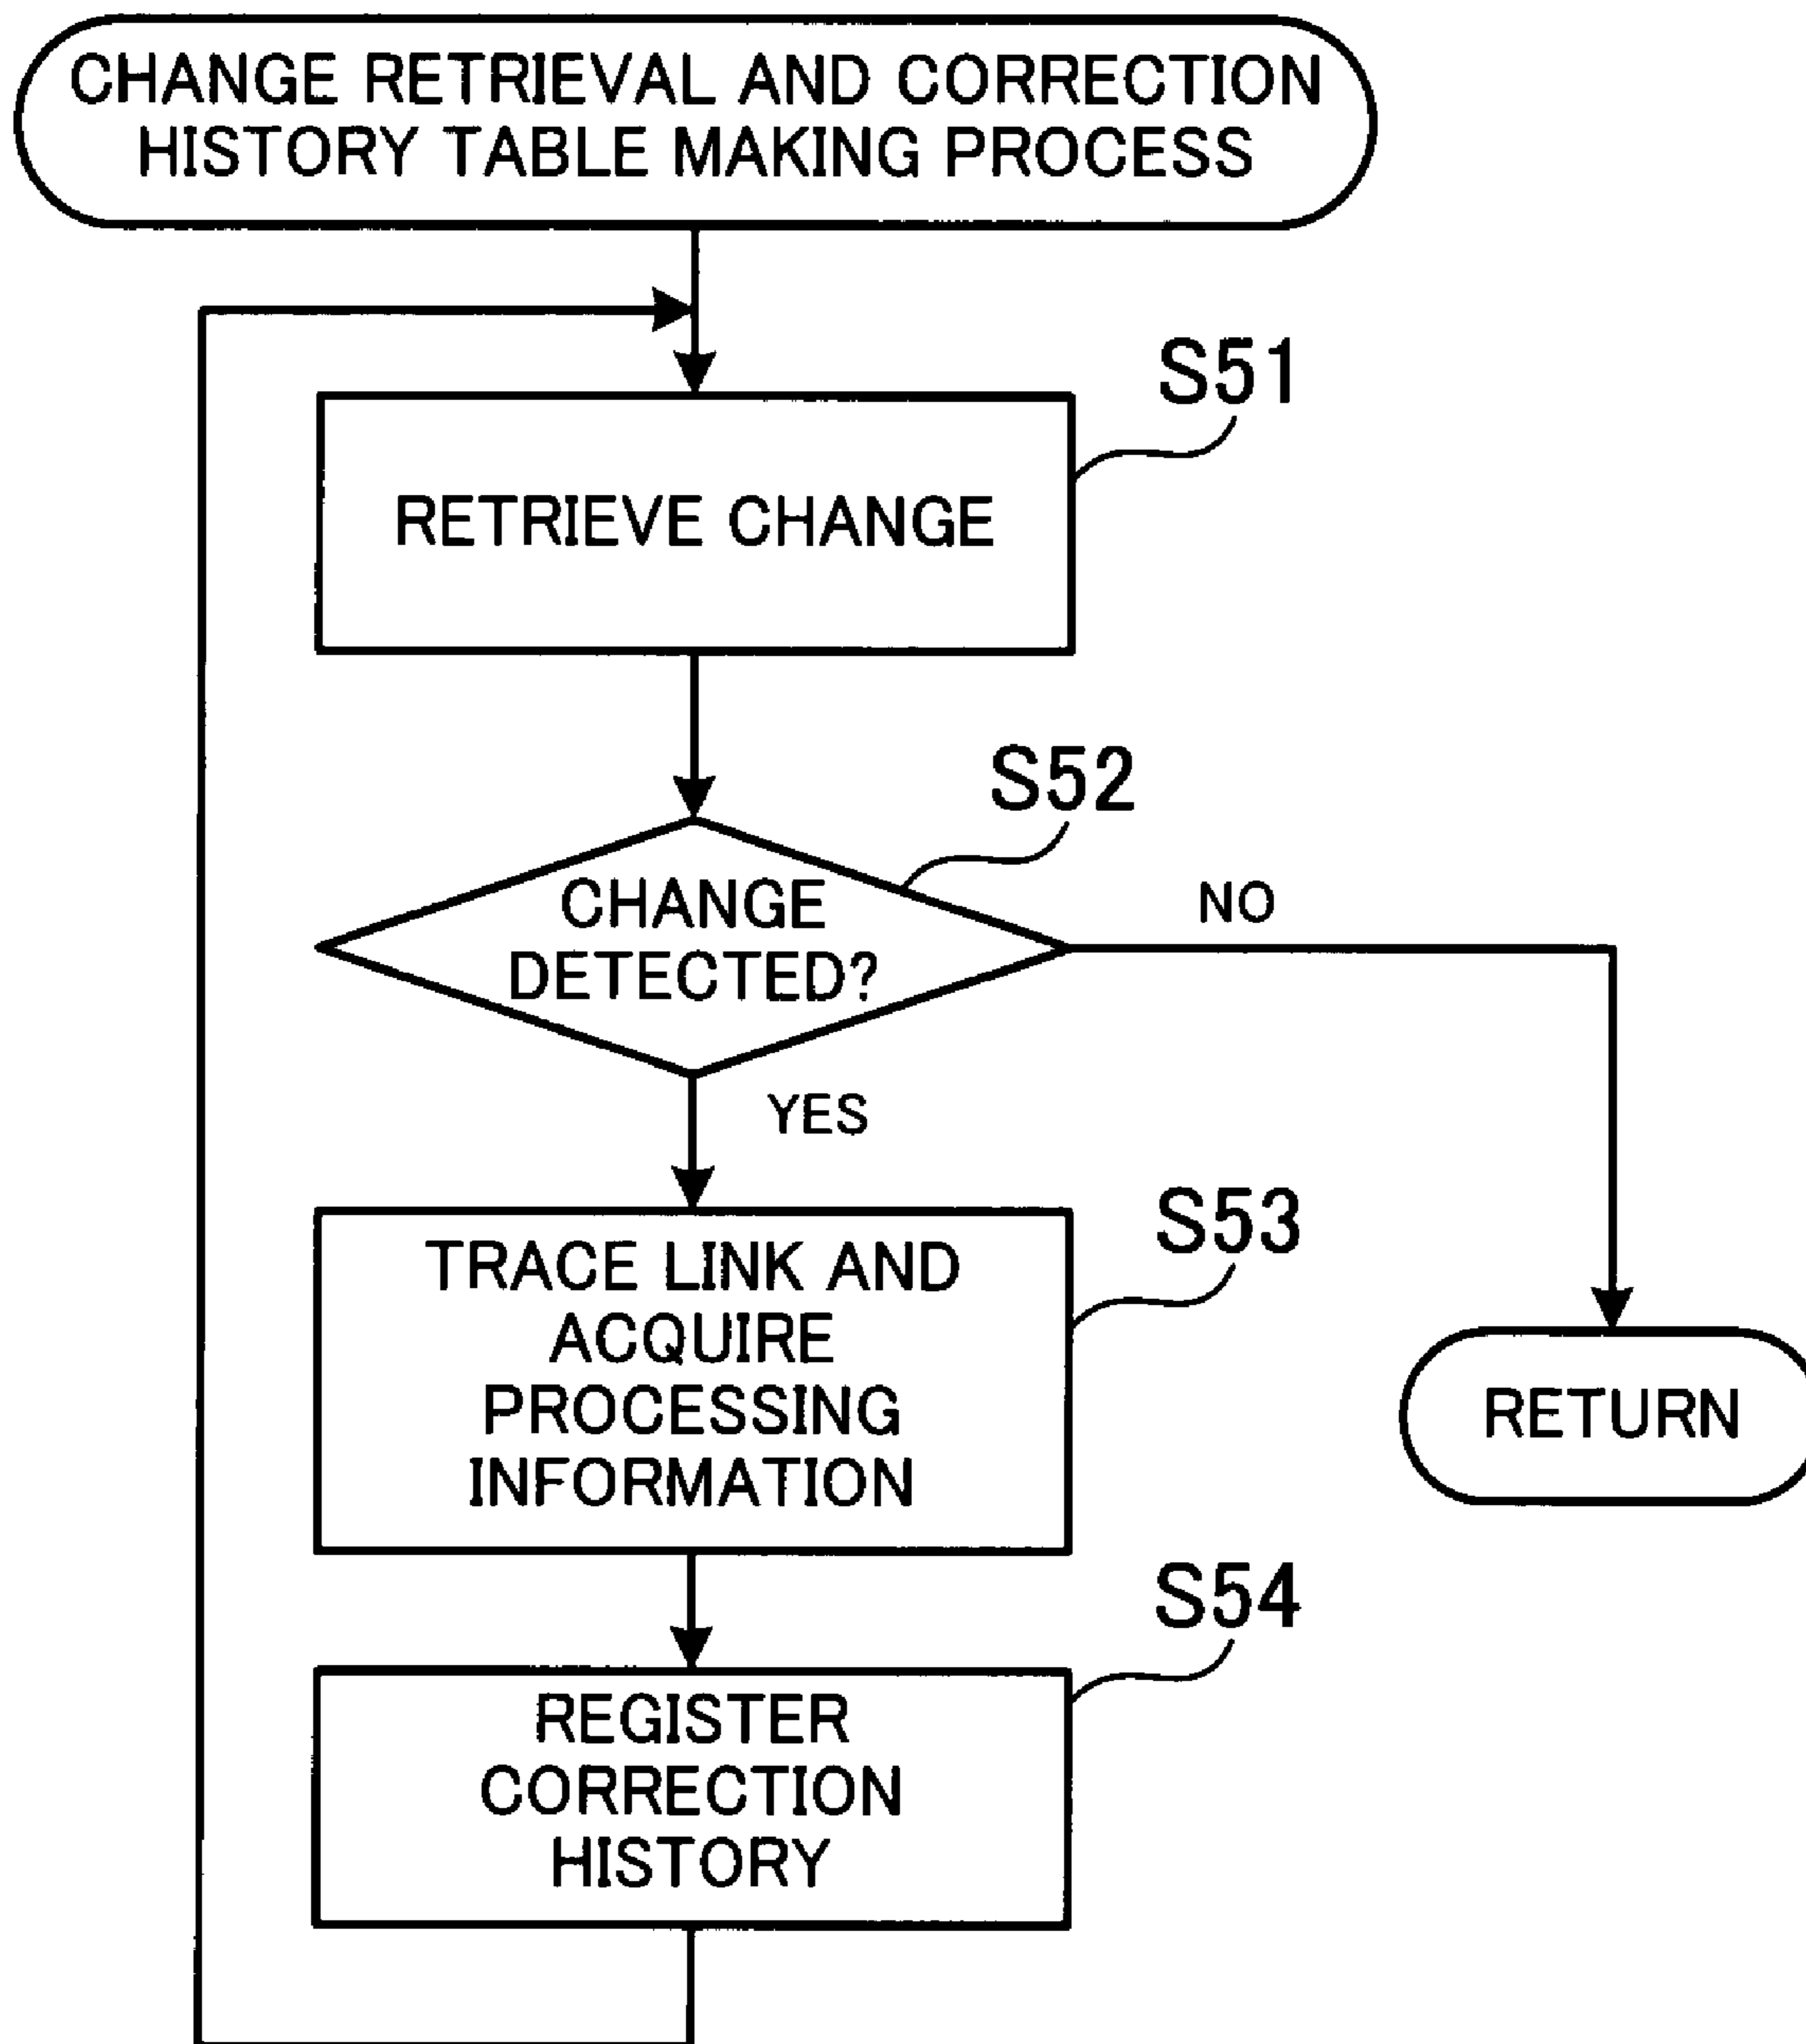 CHANGE RETRIEVAL AND CORRECTION
HISTORY TABLE MAKING PROCESS
S51
RETRIEVE CHANGE
S52
CHANGE
DETECTED?
NO
YES
S53
TRACE LINK AND
ACQUIRE
PROCESSING
INFORMATION
RETURN
S54
REGISTER
CORRECTION
HISTORY